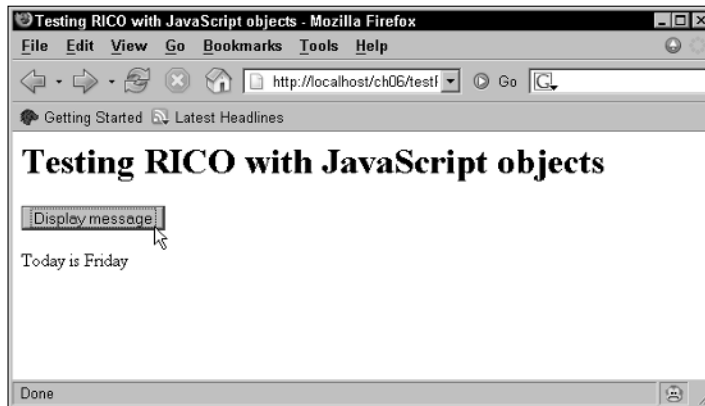 Testing RICO with JavaScript objects - Mozilla Firefox
File Edit View Go Bookmarks Tools Help
http://localhost/ch06/test Go G
Getting Started Latest Headlines
Testing RICO with JavaScript objects
Display message
Today is Friday
Done